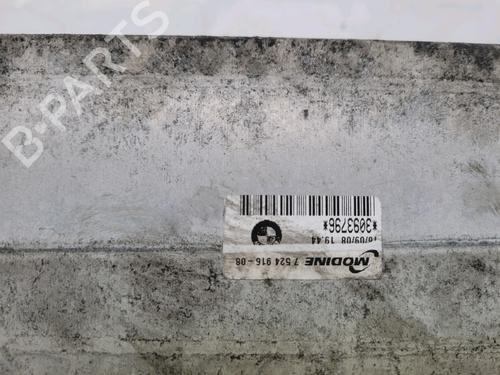 B-PARTS
MODINE 7 524 916-08
10/09/08 19.44
*3093796*